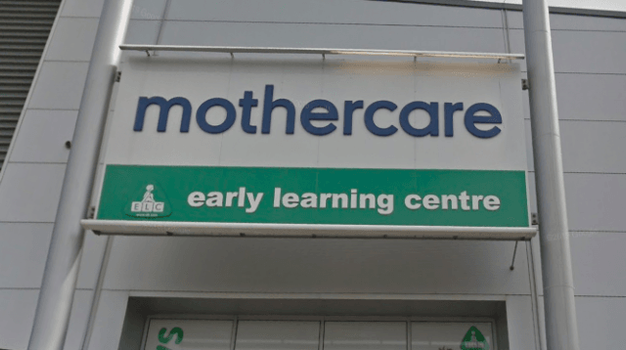 mothercare
ELC
early learning centre